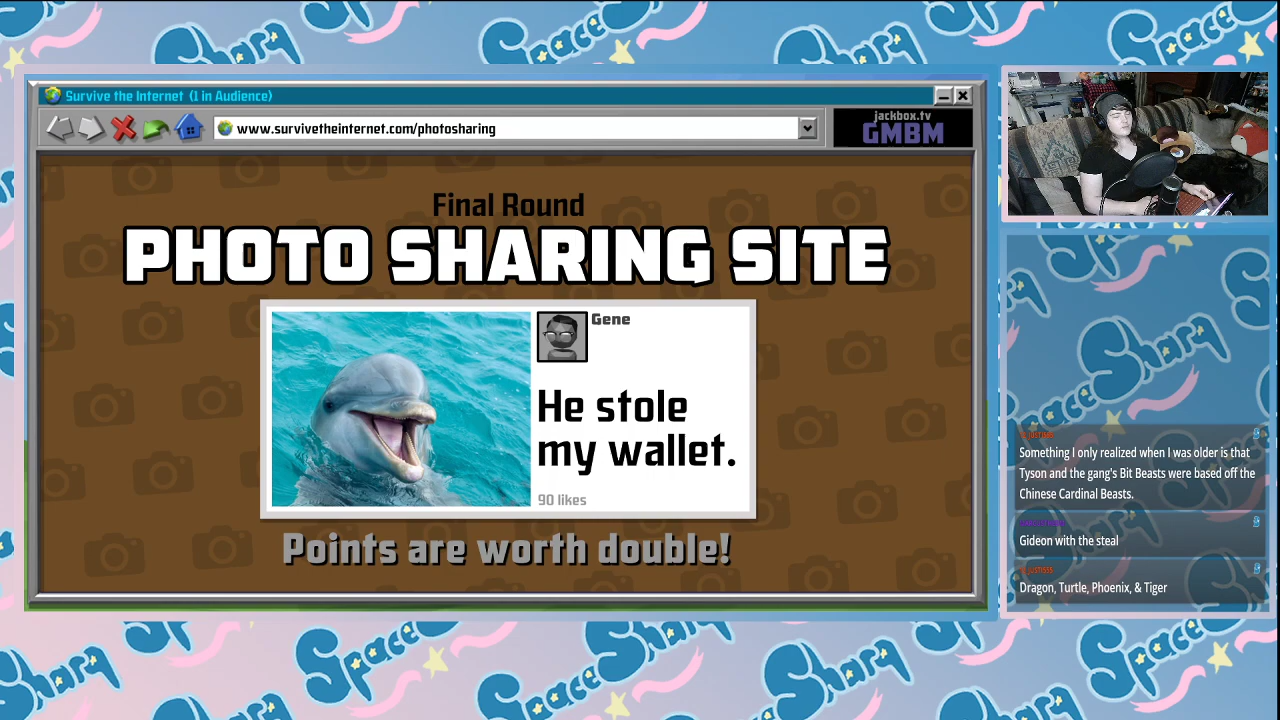 Survive the Internet (1 in Audience)
www.survivetheinternet.com/photosharing
jackbox.tv
GMBM
Final Round
PHOTO SHARING SITE
Gene
He stole
my wallet.
90 likes
Points are worth double!
Something I only realized when I was older is that
Tyson and the gang's Bit Beasts were based off the
Chinese Cardinal Beasts.
Gideon with the steal
Dragon, Turtle, Phoenix, & Tiger
Space Sharq